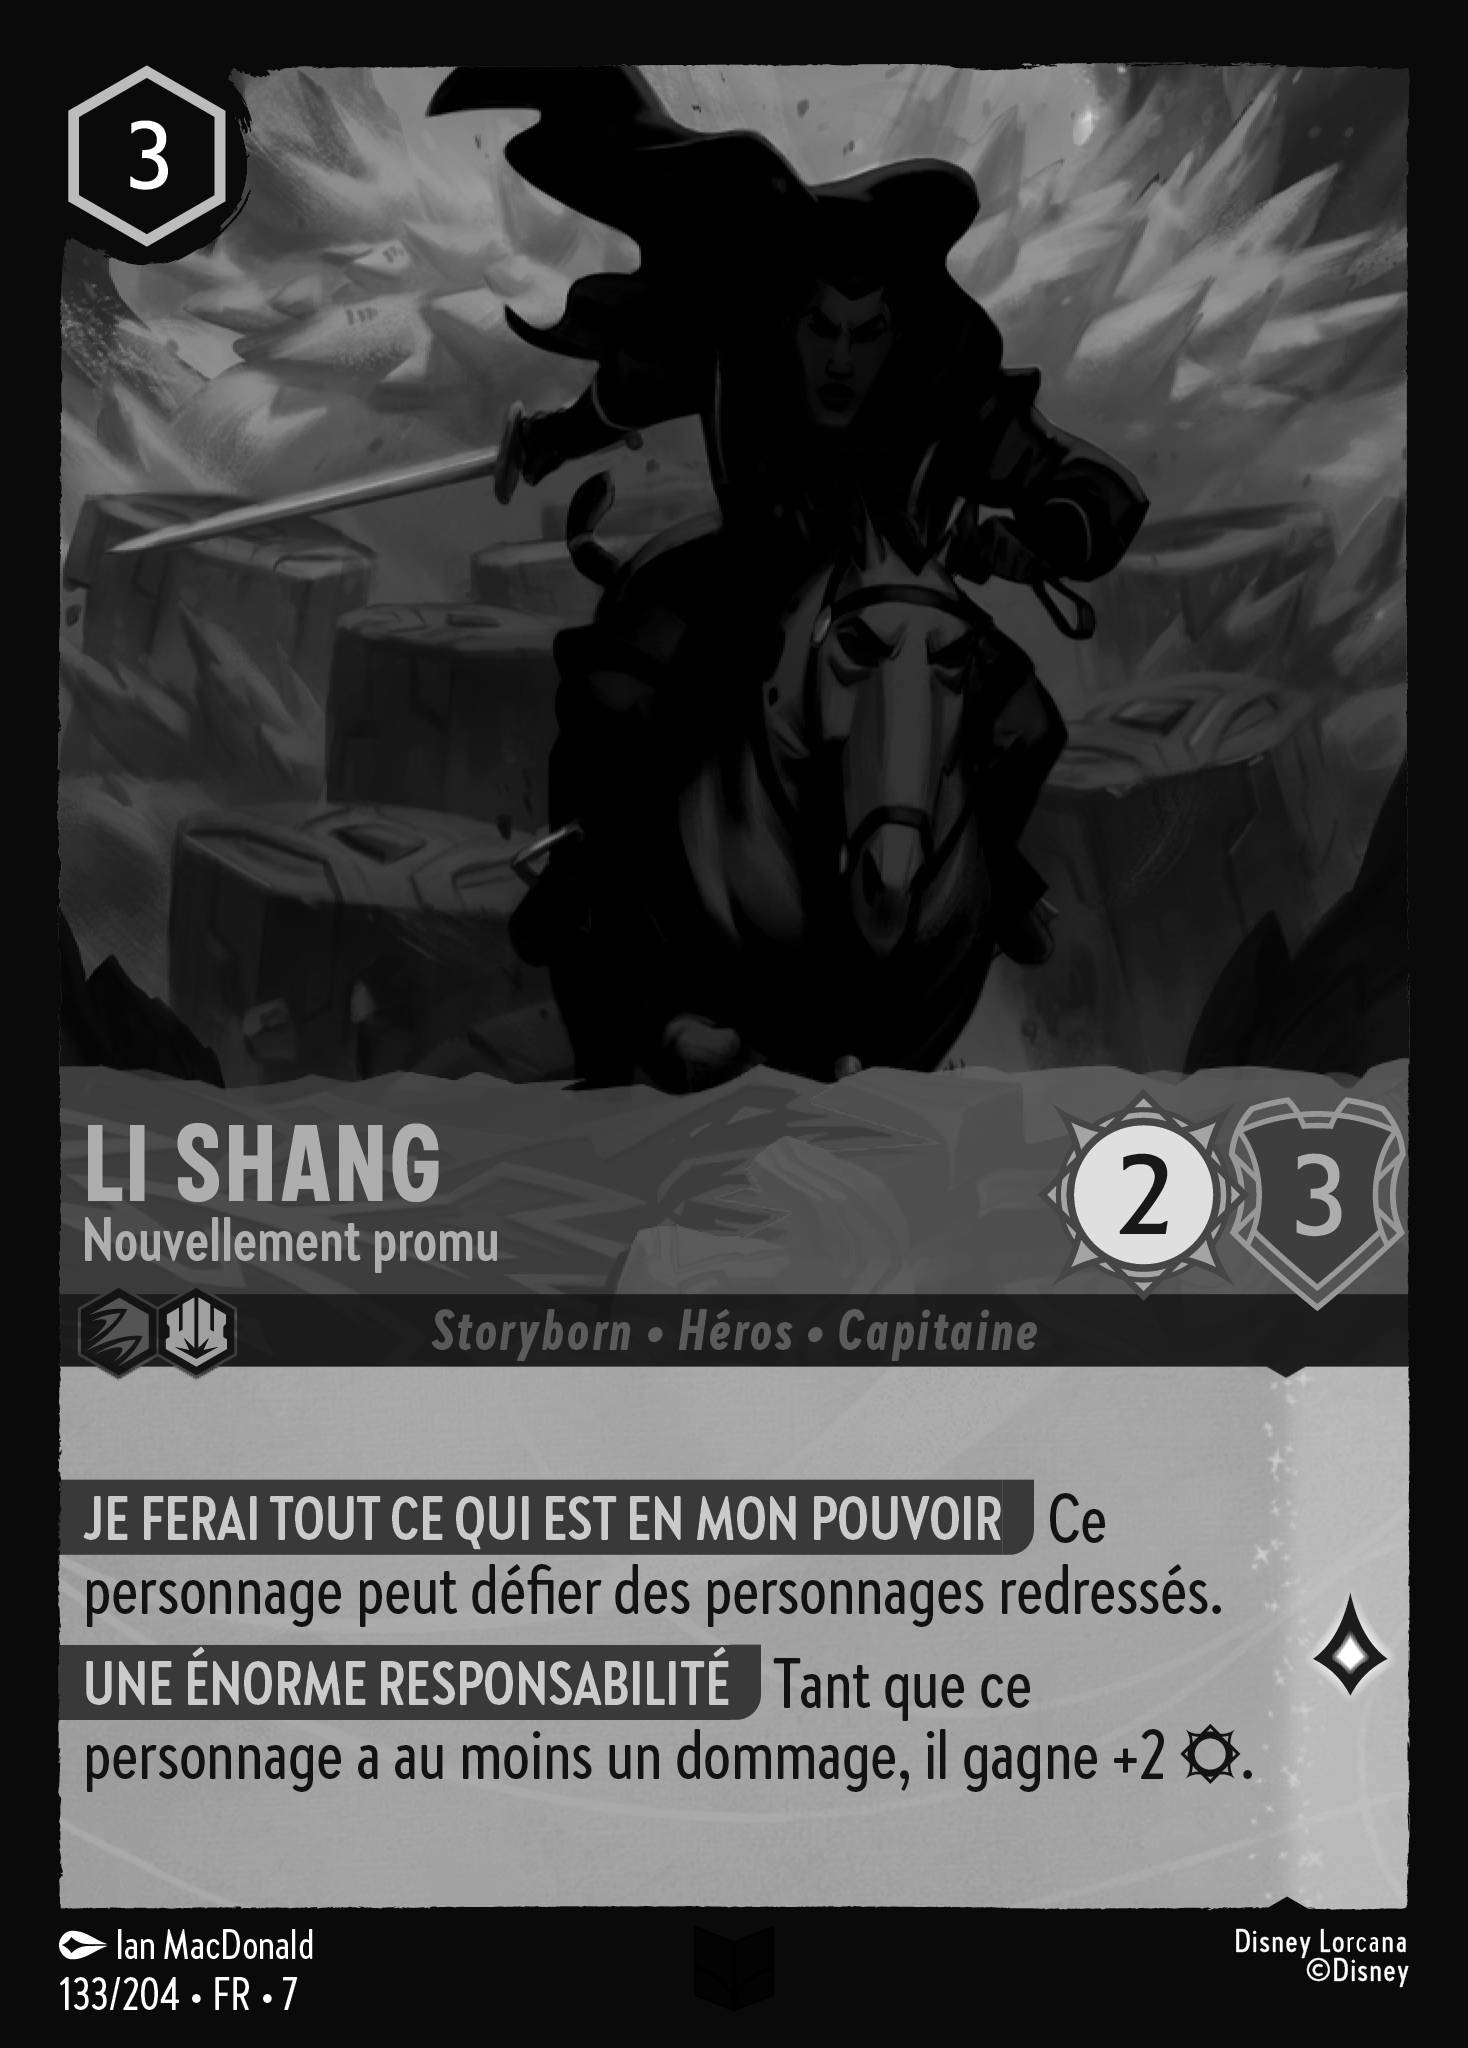 3
LI SHANG
Nouvellement promu
2
3
Storyborn • Héros • Capitaine
JE FERAI TOUT CE QUI EST EN MON POUVOIR Ce
personnage peut défier des personnages redressés.
UNE ÉNORME RESPONSABILITÉ Tant que ce
personnage a au moins un dommage, il gagne +2 .
Ian MacDonald
133/204 • FR • 7
Disney Lorcana
©Disney